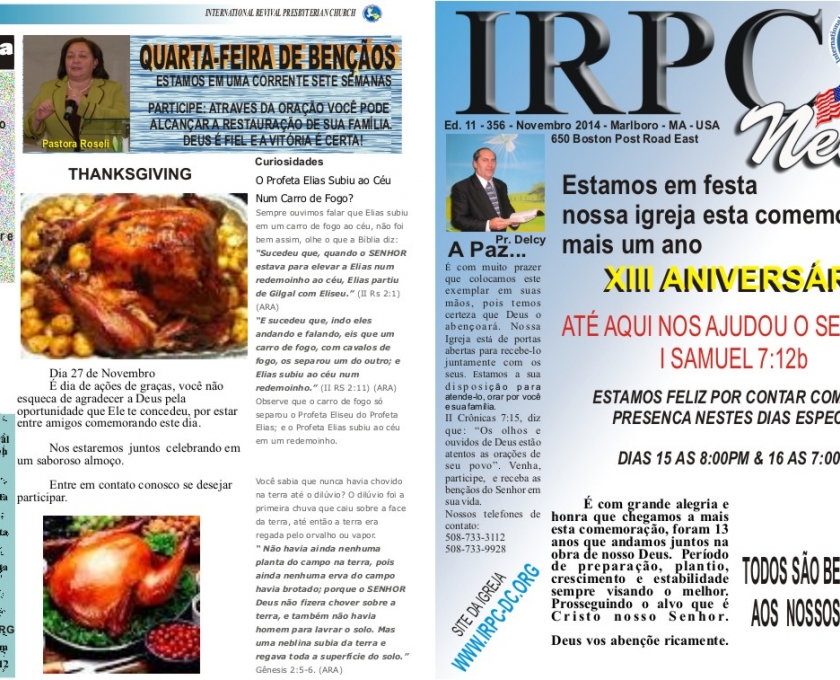 INTERNATIONAL REVIVAL PRESBYTERIAN CHURCH
QUARTA-FEIRA DE BENÇÃOS
ESTAMOS EM UMA CORRENTE SETE SEMANAS
PARTICIPE: ATRAVES DA ORAÇÃO VOCÊ PODE
ALCANÇAR A RESTAURAÇÃO DE SUA FAMÍLIA.
DEUS É FIEL E A VITÓRIA É CERTA!
Pastora Roseli
THANKSGIVING
Dia 27 de Novembro
É dia de ações de graças, você não
esqueca de agradecer a Deus pela
oportunidade que Ele te concedeu, por estar
entre amigos comemorando este dia.
Nos estaremos juntos celebrando em
um saboroso almoço.
Entre em contato conosco se desejar
participar.
Curiosidades
O Profeta Elias Subiu ao Céu
Num Carro de Fogo?
Sempre ouvimos falar que Elias subiu
em um carro de fogo ao céu, não foi
bem assim, olhe o que a Bíblia diz:
“Sucedeu que, quando o SENHOR
estava para elevar a Elias num
redemoinho ao céu, Elias partiu
de Gilgal com Eliseu.” (II Rs 2:1)
(ARA)
“E sucedeu que, indo eles
andando e falando, eis que um
carro de fogo, com cavalos de
fogo, os separou um do outro; e
Elias subiu ao céu num
redemoinho.” (II RS 2:11) (ARA)
Observe que o carro de fogo só
separou o Profeta Eliseu do Profeta
Elias; e o Profeta Elias subiu ao céu
em um redemoinho.
Você sabia que nunca havia chovido
na terra até o dilúvio? O dilúvio foi a
primeira chuva que caiu sobre a face
da terra, até então a terra era
regada pelo orvalho ou vapor.
“ Não havia ainda nenhuma
planta do campo na terra, pois
ainda nenhuma erva do campo
havia brotado; porque o SENHOR
Deus não fizera chover sobre a
terra, e também não havia
homem para lavrar o solo. Mas
uma neblina subia da terra e
regava toda a superfície do solo.”
Gênesis 2:5-6. (ARA)
IRPC
Ne
Ed. 11 - 356 - Novembro 2014 - Marlboro - MA - USA
650 Boston Post Road East
Pr. Delcy
A Paz...
É com muito prazer
que colocamos este
exemplar em suas
mãos, pois temos
certeza que Deus o
abençoará. Nossa
Igreja está de portas
abertas para recebe-lo
juntamente com os
seus. Estamos a sua
disposição para
atende-lo, orar por você
e sua família.
II Crônicas 7:15, diz
que: “Os olhos e
ouvidos de Deus estão
atentos as orações de
seu povo”. Venha,
participe, e receba as
bençãos do Senhor em
sua vida.
Nossos telefones de
contato:
508-733-3112
508-733-9928
SITE DA IGREJA
WWW.IRPC-DC.ORG
Estamos em festa
nossa igreja esta comemo
mais um ano
XIII ANIVERSÁR
ATÉ AQUI NOS AJUDOU O SE
I SAMUEL 7:12b
ESTAMOS FELIZ POR CONTAR COM
PRESENCA NESTES DIAS ESPEC
DIAS 15 AS 8:00PM & 16 AS 7:00
É com grande alegria e
honra que chegamos a mais
esta comemoração, foram 13
anos que andamos juntos na
obra de nosso Deus. Período
de preparação, plantio,
crescimento e estabilidade
sempre visando o melhor.
Prosseguindo o alvo que é
Cristo nosso Senhor.
Deus vos abençõe ricamente.
TODOS SÃO BE
AOS NOSSOS